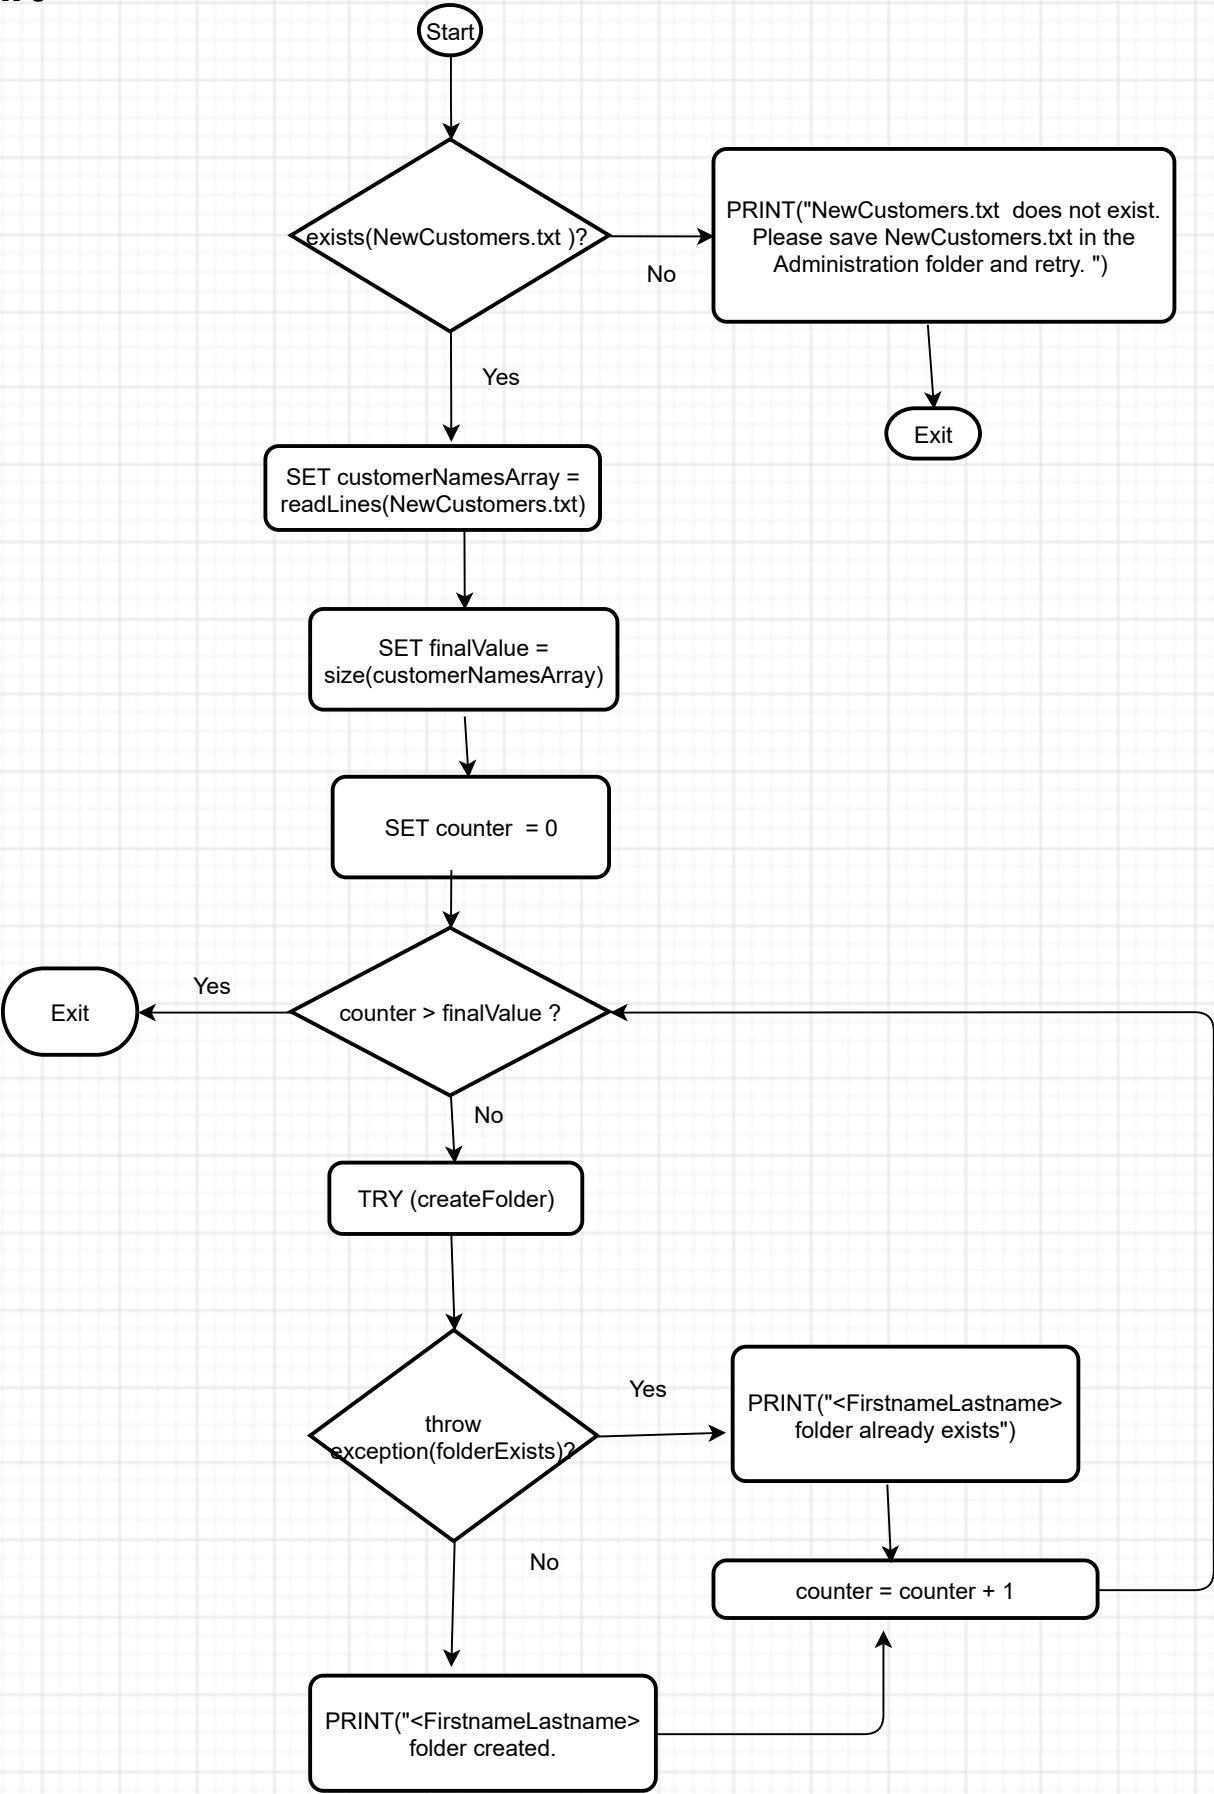 Start
exists(NewCustomers.txt )?
No
PRINT("NewCustomers.txt  does not exist.
Please save NewCustomers.txt in the
Administration folder and retry. ")
Exit
Yes
SET customerNamesArray =
readLines(NewCustomers.txt)
SET finalValue =
size(customerNamesArray)
SET counter  = 0
counter > finalValue ?
Yes
Exit
No
TRY (createFolder)
throw
exception(folderExists)?
Yes
PRINT("<FirstnameLastname>
folder already exists")
No
counter = counter + 1
PRINT("<FirstnameLastname>
folder created.